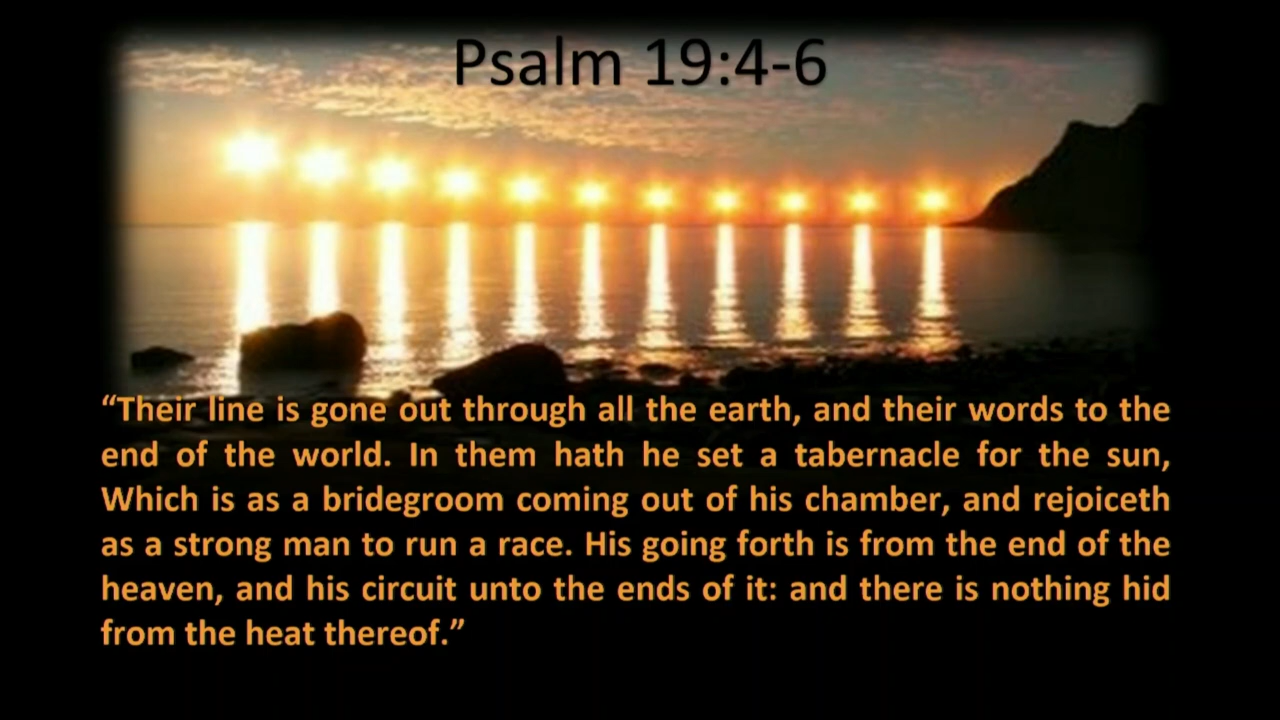 Psalm 19:4-6
“Their line is gone out through all the earth, and their words to the
end of the world. In them hath he set a tabernacle for the sun,
Which is as a bridegroom coming out of his chamber, and rejoiceth
as a strong man to run a race. His going forth is from the end of the
heaven, and his circuit unto the ends of it: and there is nothing hid
from the heat thereof.”